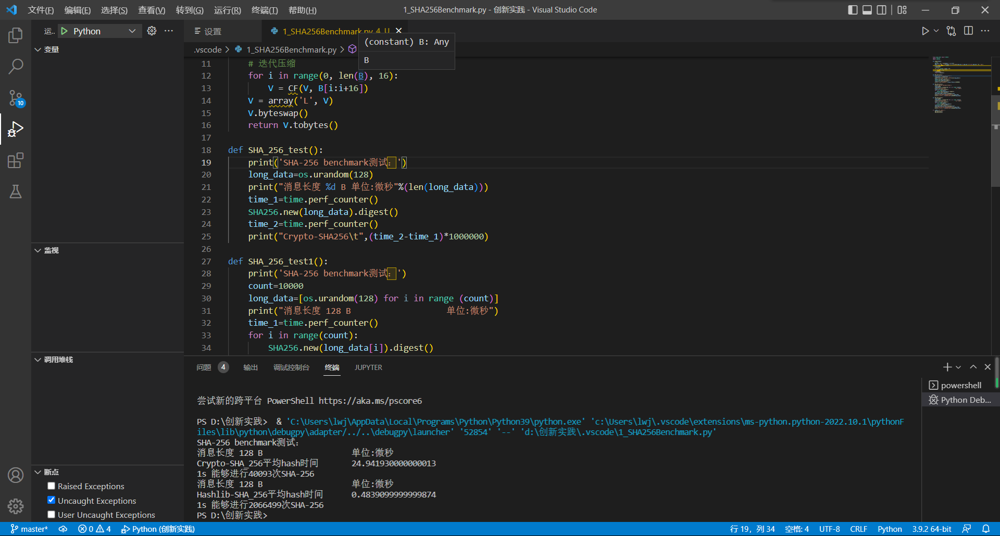 文件(F) 编辑(E) 选择(S) 查看(V) 转到(G) 运行(R) 终端(T) 帮助(H) 1_SHA256Benchmark.py - 创新实践 - Visual Studio Code
运.. Python ··· 设置 1_SHA256Benchmark.py 4, U
变量
.vscode > 1_SHA256Benchmark.py >
(constant) B: Any
B
11 # 迭代压缩
12 for i in range(0, len(B), 16):
13 V = CF(V, B[i:i+16])
14 V = array('L', V)
15 V.byteswap()
16 return V.tobytes()
17
18 def SHA_256_test():
19 print('SHA-256 benchmark测试：')
20 long_data=os.urandom(128)
21 print("消息长度 %d B 单位:微秒"%(len(long_data)))
22 time_1=time.perf_counter()
23 SHA256.new(long_data).digest()
24 time_2=time.perf_counter()
25 print("Crypto-SHA256\t",(time_2-time_1)*1000000)
26
27 def SHA_256_test1():
28 print('SHA-256 benchmark测试：')
29 count=10000
30 long_data=[os.urandom(128) for i in range (count)]
31 print("消息长度 128 B 单位:微秒")
32 time_1=time.perf_counter()
33 for i in range(count):
34 SHA256.new(long_data[i]).digest()
10
监视
调用堆栈
断点
Raised Exceptions
Uncaught Exceptions
User Uncaught Exceptions
问题 4 输出 调试控制台 终端 JUPYTER
powershell
Python Deb...
尝试新的跨平台 PowerShell https://aka.ms/pscore6
PS D:\创新实践> & 'C:\Users\lwj\AppData\Local\Programs\Python\Python39\python.exe' 'c:\Users\lwj\.vscode\extensions\ms-python.python-2022.10.1\pythonF
iles\lib\python\debugpy\adapter/../..\debugpy\launcher' '52854' '--' 'd:\创新实践\.vscode\1_SHA256Benchmark.py'
SHA-256 benchmark测试：
消息长度 128 B 单位:微秒
Crypto-SHA_256平均hash时间 24.941930000000013
1s 能够进行40093次SHA-256
消息长度 128 B 单位:微秒
Hashlib-SHA_256平均hash时间 0.4839099999999874
1s 能够进行2066499次SHA-256
PS D:\创新实践>
master* 0 4 Python (创新实践) 行 19，列 34 空格: 4 UTF-8 CRLF Python 3.9.2 64-bit